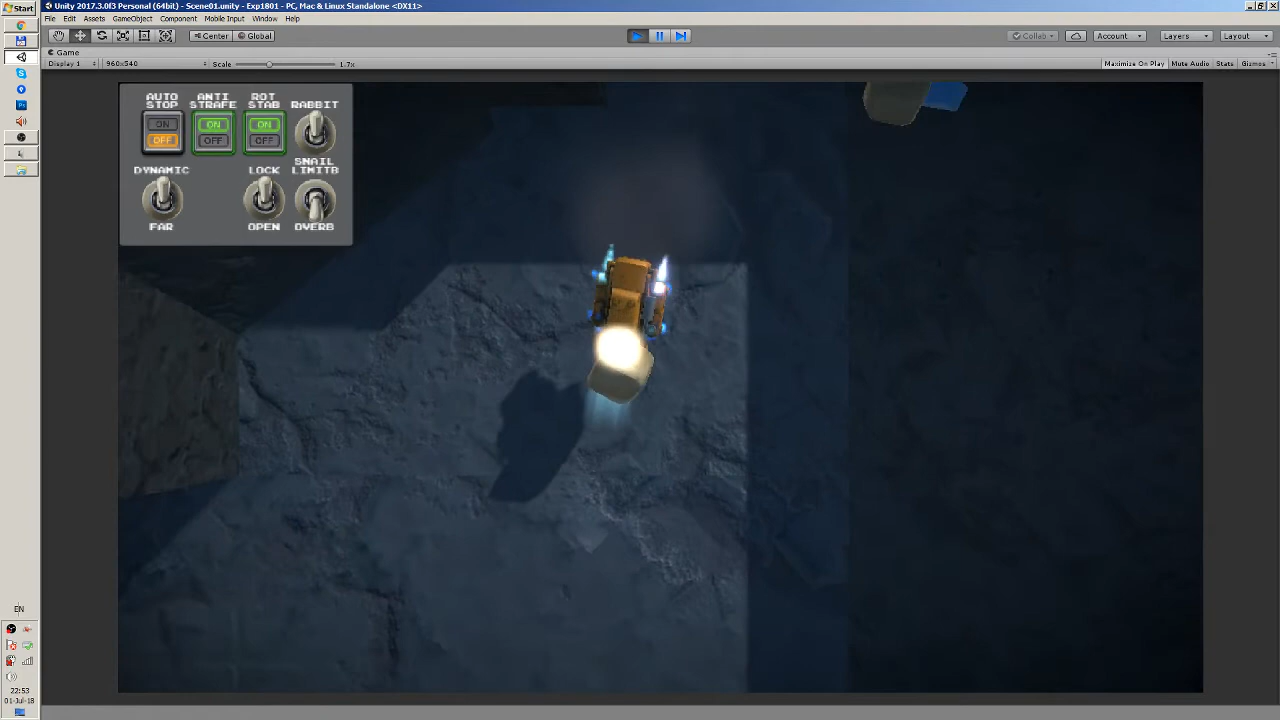 Start
Unity 2017.3.0f3 Personal (64bit) - Scene01.unity - Exp1801 - PC, Mac & Linux Standalone <DX11>
File Edit Assets GameObject Component Mobile Input Window Help
Center Global
Collab Account Layers Layout
Game
Display 1 960x540 Scale 1.7x Maximize On Play Mute Audio Stats Gizmos
AUTO STOP ANTI STRAFE ROT STAB RABBIT
ON ON ON
OFF OFF OFF
SNAIL
DYNAMIC LOCK LIMITB
FAR OPEN OVERB
EN
22:53
01-Jul-18